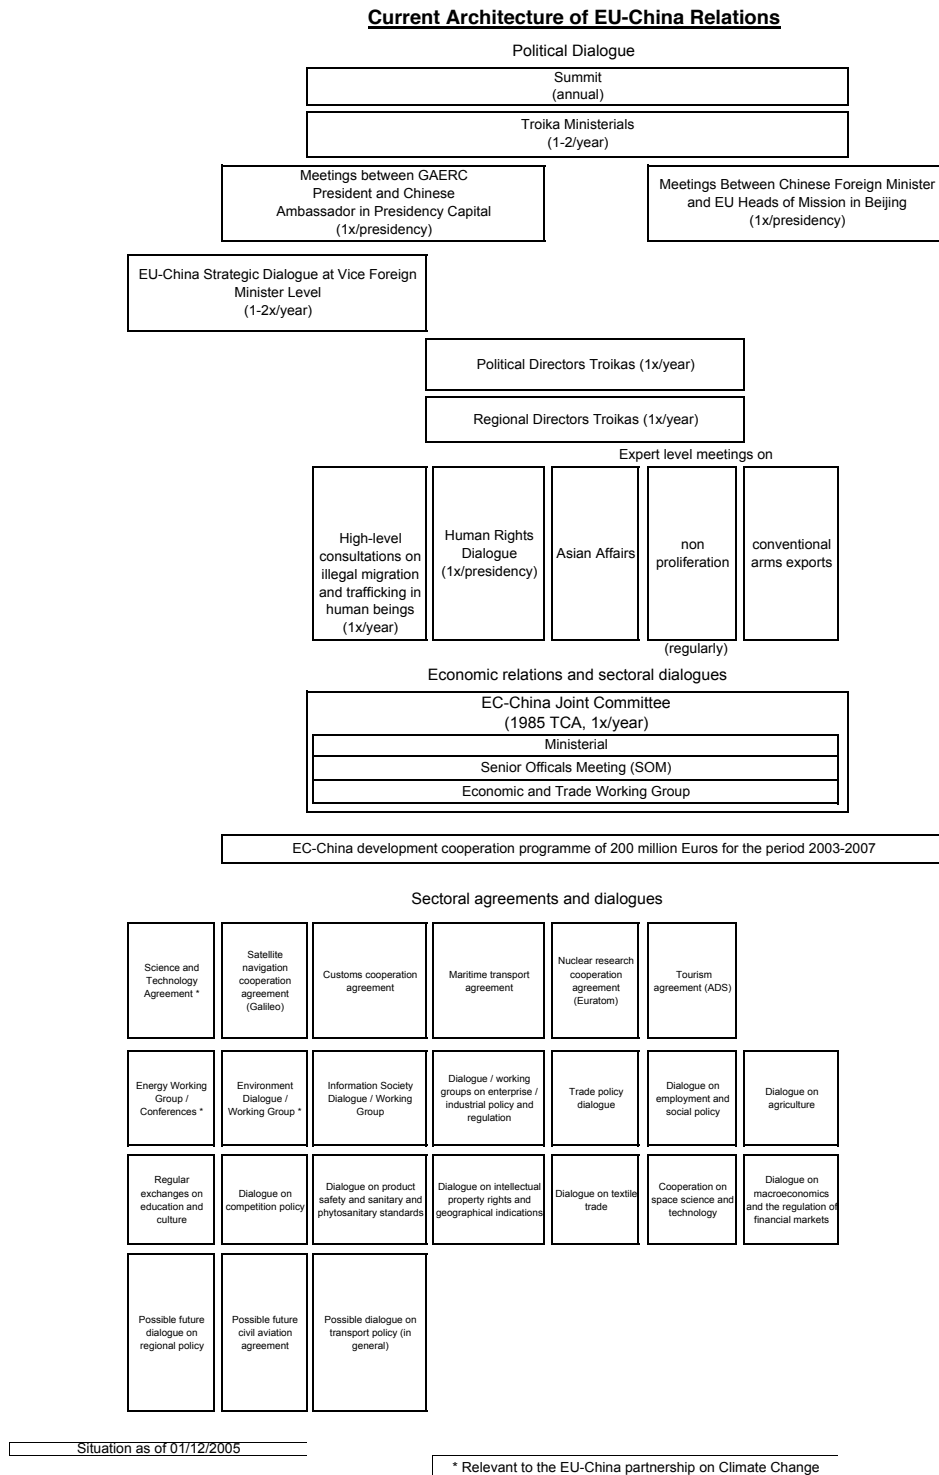 Current Architecture of EU-China Relations
Political Dialogue
Summit
(annual)
Troika Ministerials
(1-2/year)
Meetings between GAERC
President and Chinese
Ambassador in Presidency Capital
(1x/presidency)
Meetings Between Chinese Foreign Minister
and EU Heads of Mission in Beijing
(1x/presidency)
EU-China Strategic Dialogue at Vice Foreign
Minister Level
(1-2x/year)
Political Directors Troikas (1x/year)
Regional Directors Troikas (1x/year)
Expert level meetings on
High-level
consultations on
illegal migration
and trafficking in
human beings
(1x/year)
Human Rights
Dialogue
(1x/presidency)
Asian Affairs
non
proliferation
conventional
arms exports
(regularly)
Economic relations and sectoral dialogues
EC-China Joint Committee
(1985 TCA, 1x/year)
Ministerial
Senior Officals Meeting (SOM)
Economic and Trade Working Group
EC-China development cooperation programme of 200 million Euros for the period 2003-2007
Sectoral agreements and dialogues
Science and
Technology
Agreement *
Satellite
navigation
cooperation
agreement
(Galileo)
Customs cooperation
agreement
Maritime transport
agreement
Nuclear research
cooperation
agreement
(Euratom)
Tourism
agreement (ADS)
Energy Working
Group /
Conferences *
Environment
Dialogue /
Working Group *
Information Society
Dialogue / Working
Group
Dialogue / working
groups on enterprise /
industrial policy and
regulation
Trade policy
dialogue
Dialogue on
employment and
social policy
Dialogue on
agriculture
Regular
exchanges on
education and
culture
Dialogue on
competition policy
Dialogue on product
safety and sanitary and
phytosanitary standards
Dialogue on intellectual
property rights and
geographical indications
Dialogue on textile
trade
Cooperation on
space science and
technology
Dialogue on
macroeconomics
and the regulation of
financial markets
Possible future
dialogue on
regional policy
Possible future
civil aviation
agreement
Possible dialogue on
transport policy (in
general)
Situation as of 01/12/2005
* Relevant to the EU-China partnership on Climate Change